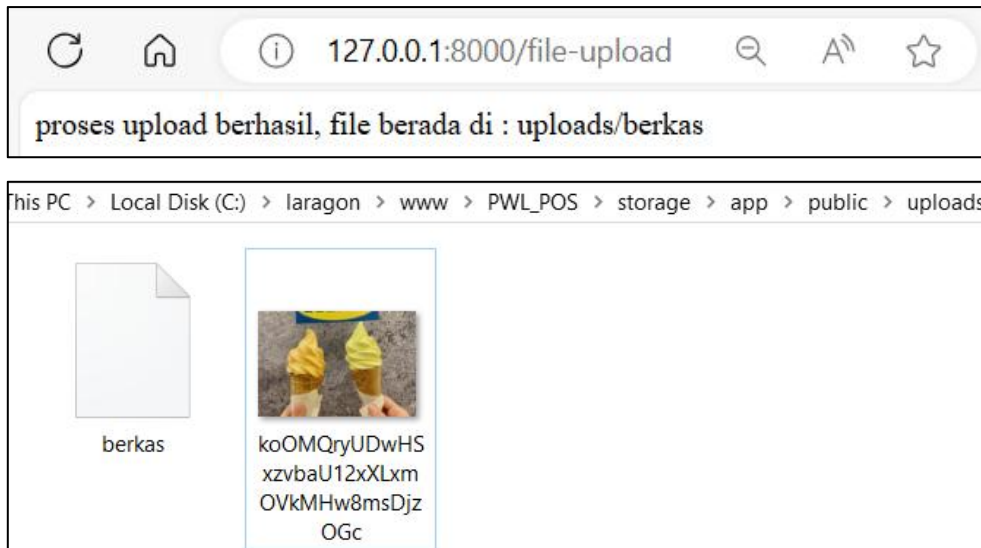 127.0.0.1:8000/file-upload
proses upload berhasil, file berada di : uploads/berkas
This PC > Local Disk (C:) > laragon > www > PWL_POS > storage > app > public > uploads
berkas
koOMQryUDwHS
xzvbaU12xXLxm
OVkMHw8msDjz
OGc